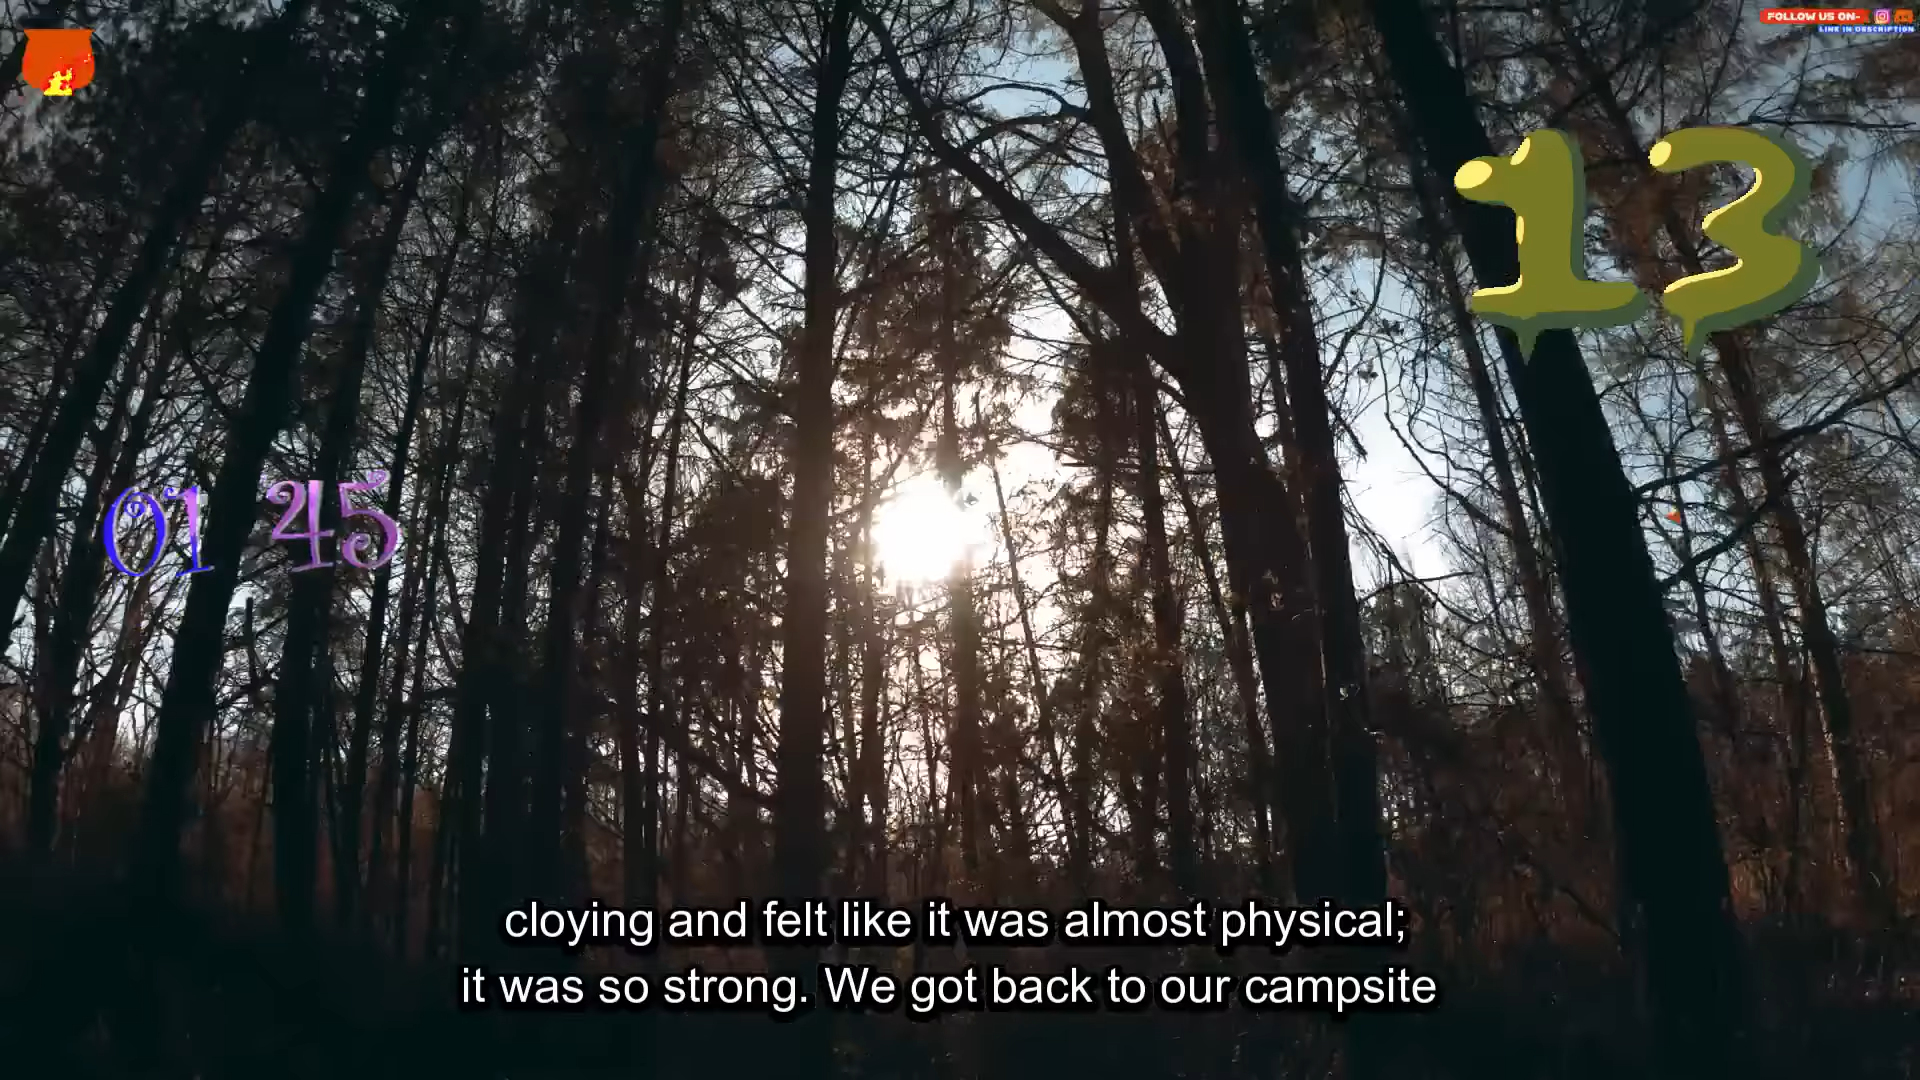 FOLLOW US ON-
LINK IN DESCRIPTION
13
01 45
cloying and felt like it was almost physical;
it was so strong. We got back to our campsite